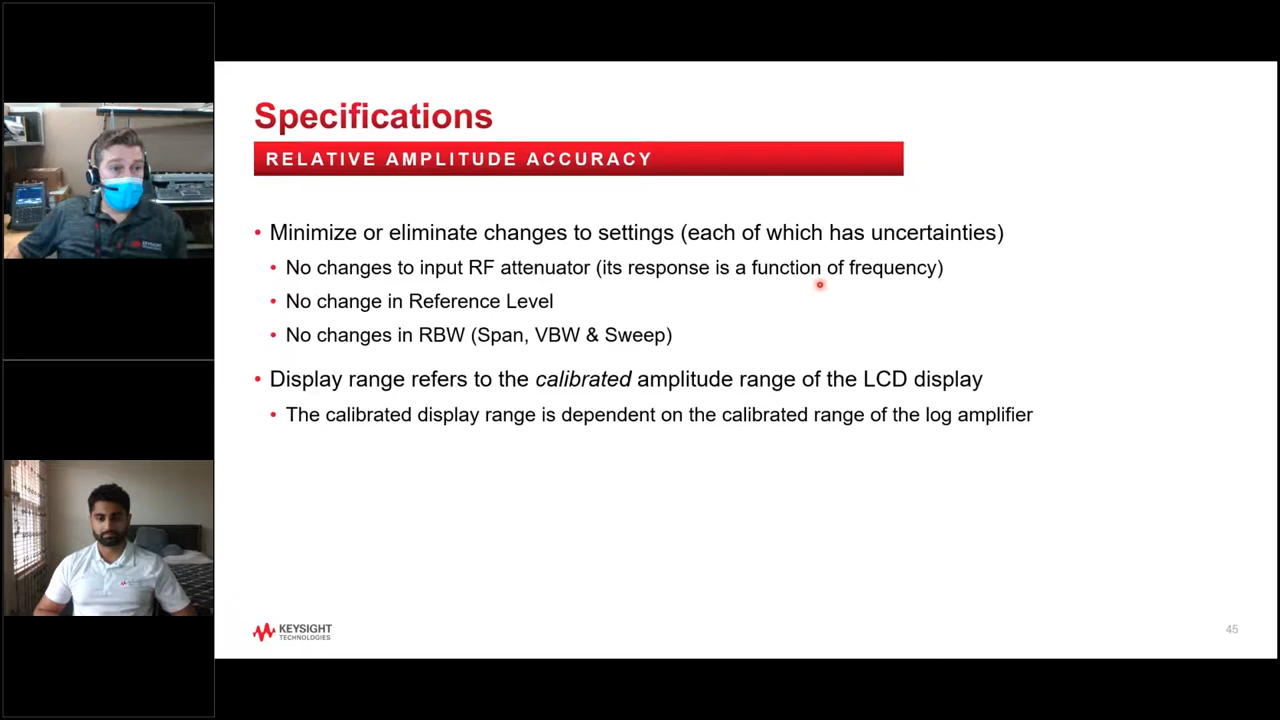 Specifications
RELATIVE AMPLITUDE ACCURACY
• Minimize or eliminate changes to settings (each of which has uncertainties)
• No changes to input RF attenuator (its response is a function of frequency)
• No change in Reference Level
• No changes in RBW (Span, VBW & Sweep)
• Display range refers to the calibrated amplitude range of the LCD display
• The calibrated display range is dependent on the calibrated range of the log amplifier
KEYSIGHT
TECHNOLOGIES
45
KEYSIGHT